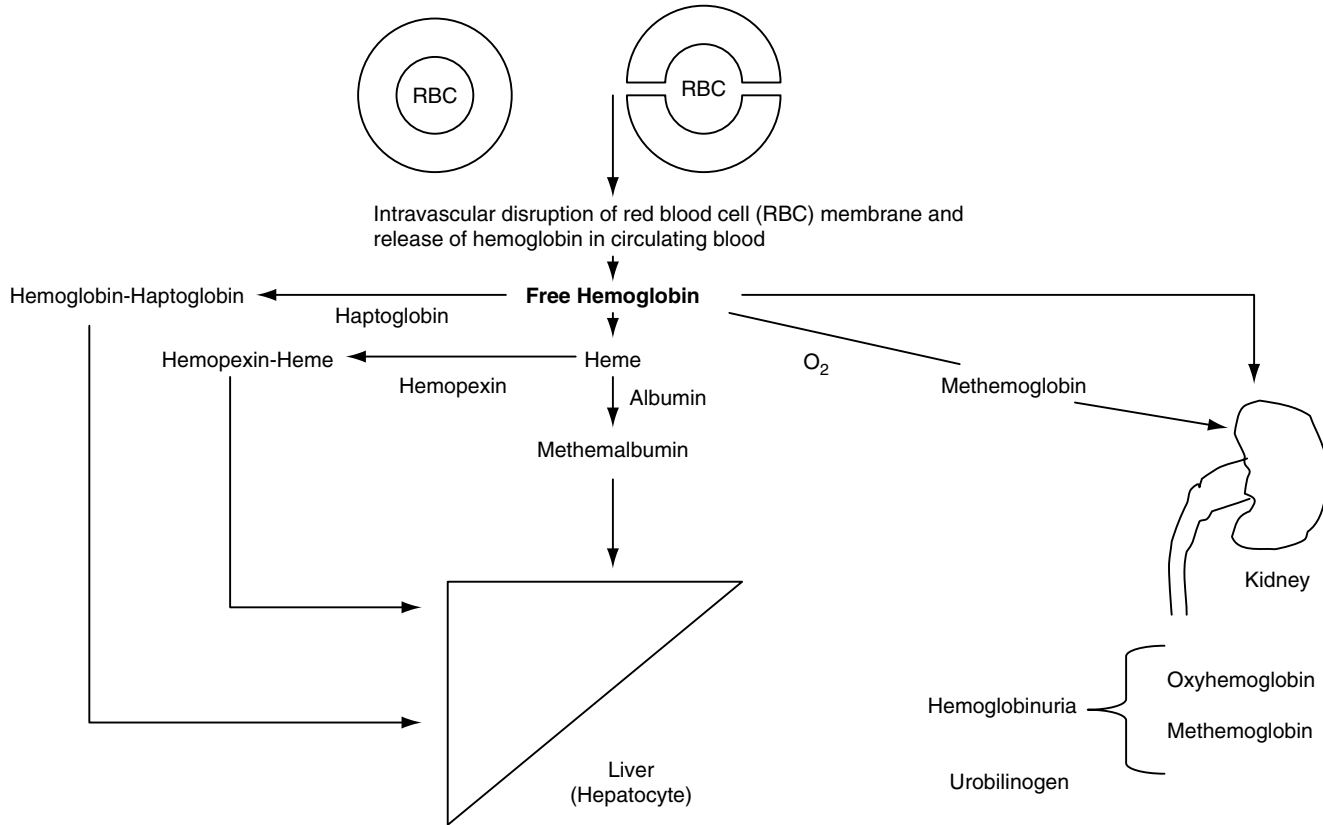 RBC
RBC
Intravascular disruption of red blood cell (RBC) membrane and
release of hemoglobin in circulating blood
Hemoglobin-Haptoglobin
Haptoglobin
Free Hemoglobin
Hemopexin-Heme
Hemopexin
Heme
O₂
Albumin
Methemoglobin
Methemalbumin
Kidney
Oxyhemoglobin
Hemoglobinuria
Methemoglobin
Liver
(Hepatocyte)
Urobilinogen